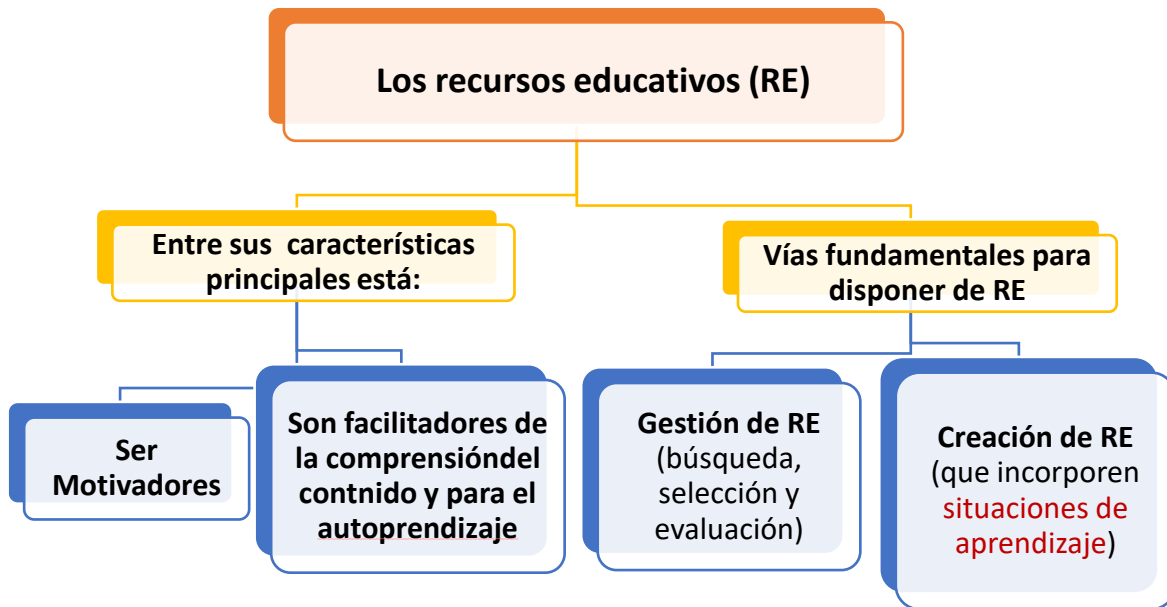 Los recursos educativos (RE)
Entre sus características
principales está:
Vías fundamentales para
disponer de RE
Ser
Motivadores
Son facilitadores de
la comprensióndel
contnido y para el
autoprendizaje
Gestión de RE
(búsqueda,
selección y
evaluación)
Creación de RE
(que incorporen
situaciones de
aprendizaje)